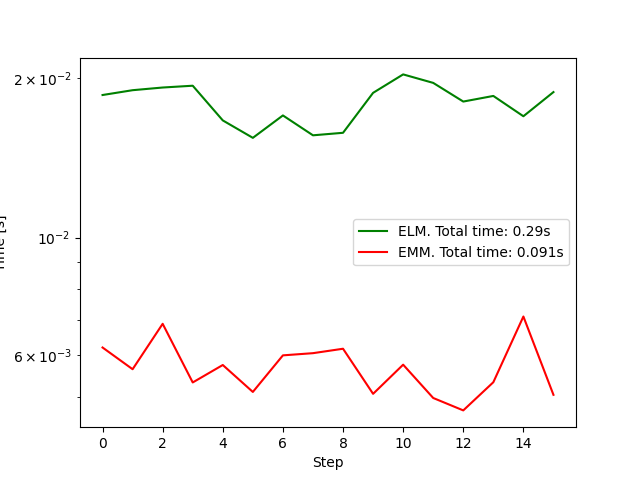 2 × 10⁻²
10⁻²
6 × 10⁻³
ELM. Total time: 0.29s
EMM. Total time: 0.091s
0 2 4 6 8 10 12 14
Step